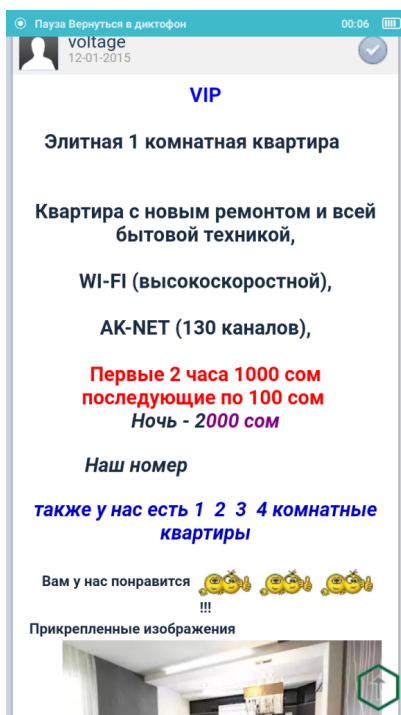 Пауза Вернуться в диктофон 00:06
voltage
12-01-2015
VIP
Элитная 1 комнатная квартира
Квартира с новым ремонтом и всей
бытовой техникой,
WI-FI (высокоскоростной),
AK-NET (130 каналов),
Первые 2 часа 1000 сом
последующие по 100 сом
Ночь - 2000 сом
Наш номер
также у нас есть 1 2 3 4 комнатные
квартиры
Вам у нас понравится
!!!
Прикрепленные изображения